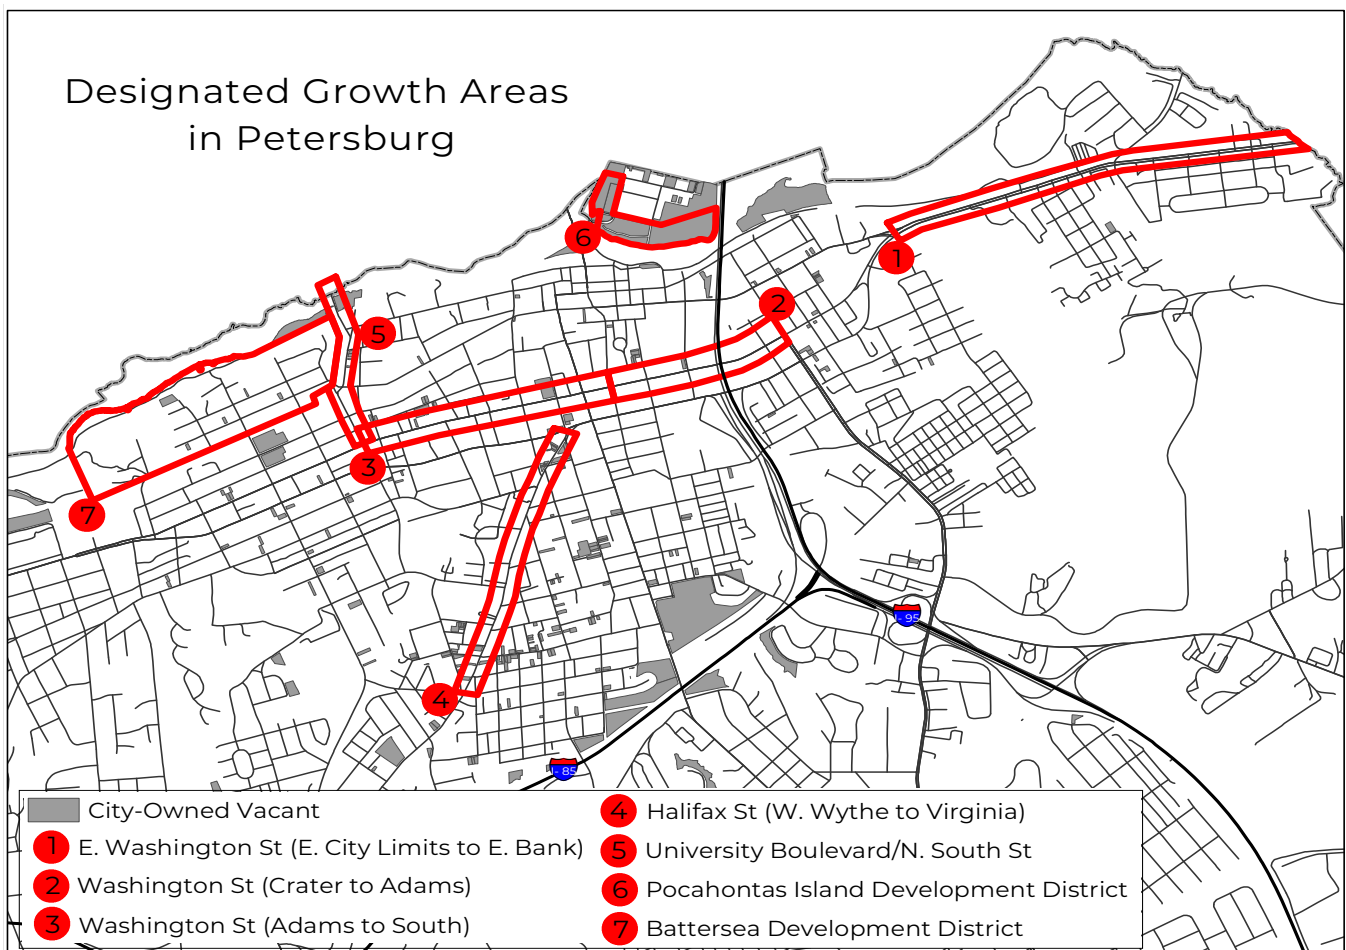 Designated Growth Areas
in Petersburg
1
2
3
4
5
6
7
I - 95
I - 85
City-Owned Vacant
1 E. Washington St (E. City Limits to E. Bank)
2 Washington St (Crater to Adams)
3 Washington St (Adams to South)
4 Halifax St (W. Wythe to Virginia)
5 University Boulevard/N. South St
6 Pocahontas Island Development District
7 Battersea Development District